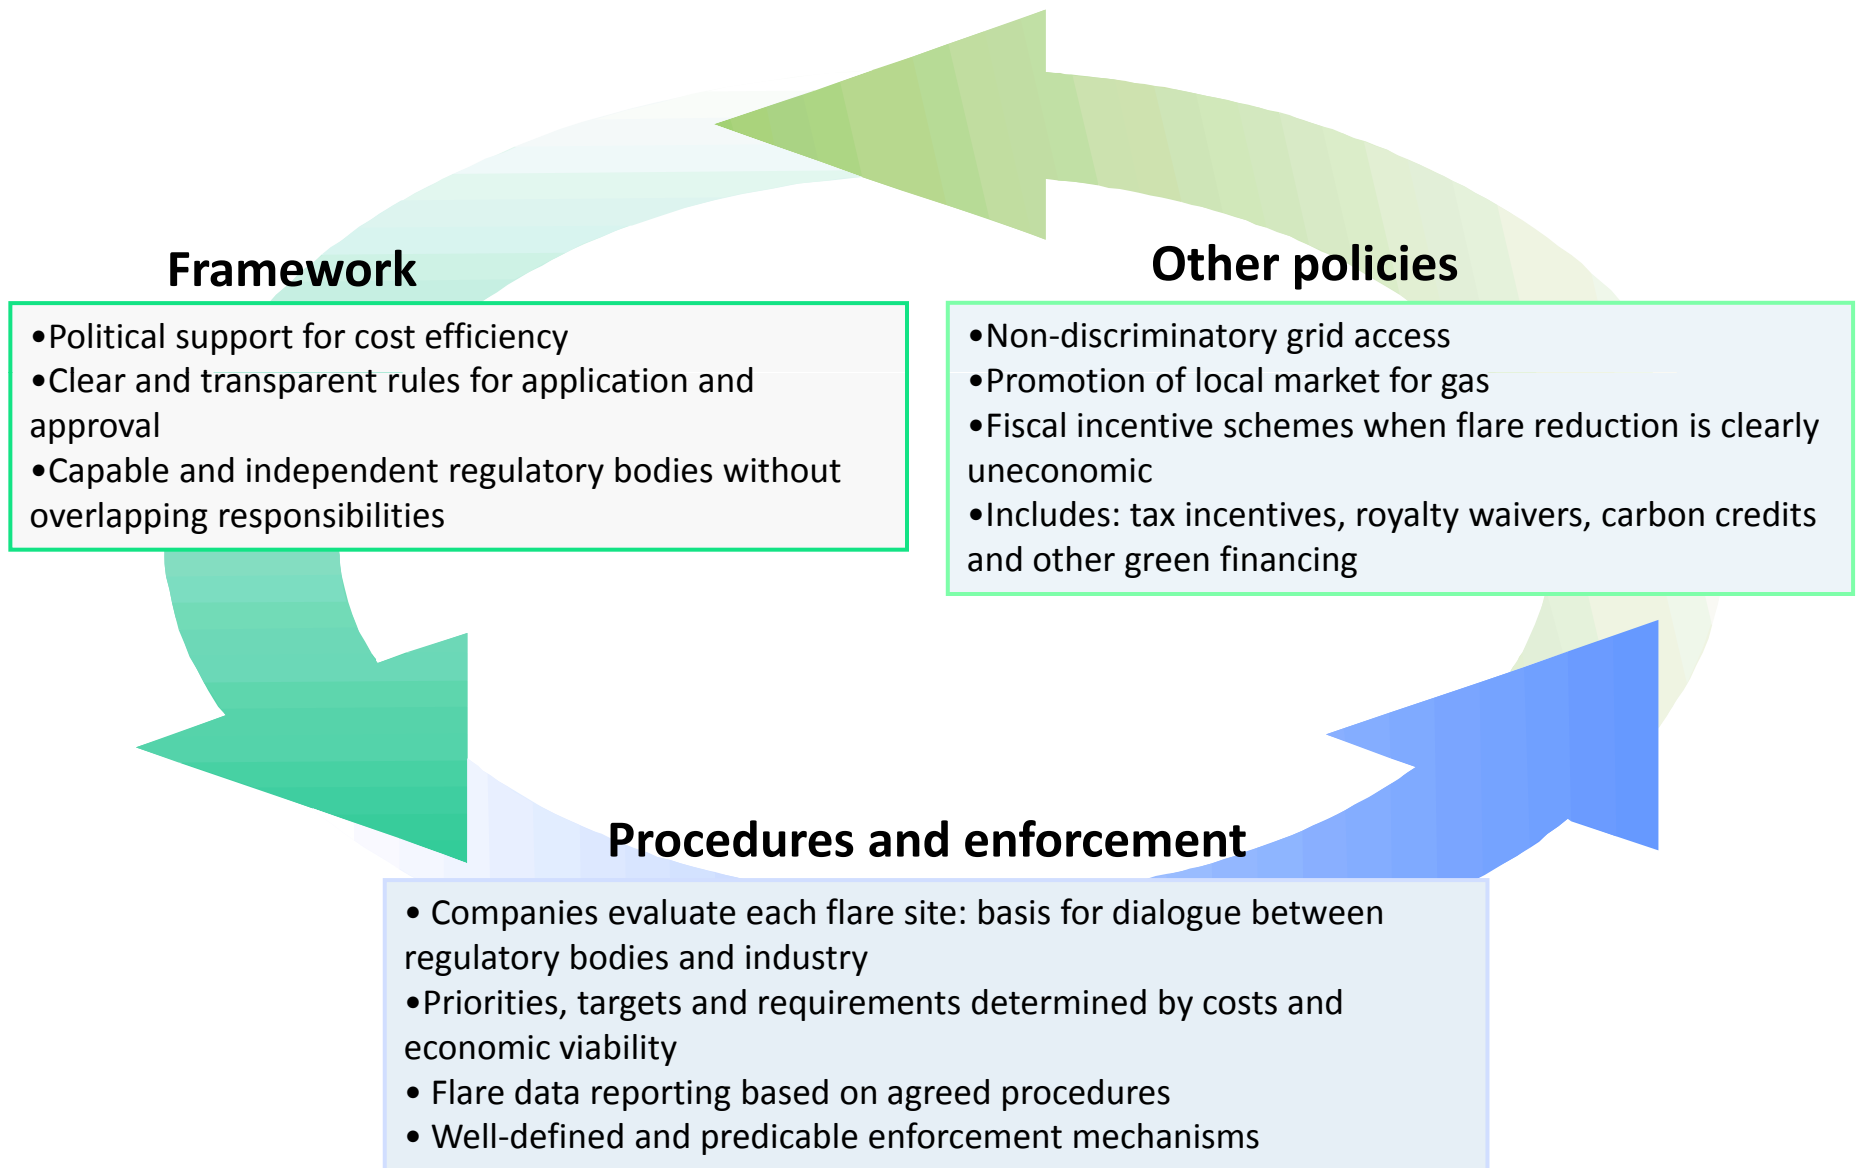 Framework
•Political support for cost efficiency
•Clear and transparent rules for application and
approval
•Capable and independent regulatory bodies without
overlapping responsibilities
Other policies
•Non-discriminatory grid access
•Promotion of local market for gas
•Fiscal incentive schemes when flare reduction is clearly
uneconomic
•Includes: tax incentives, royalty waivers, carbon credits
and other green financing
Procedures and enforcement
• Companies evaluate each flare site: basis for dialogue between
regulatory bodies and industry
•Priorities, targets and requirements determined by costs and
economic viability
• Flare data reporting based on agreed procedures
• Well-defined and predicable enforcement mechanisms